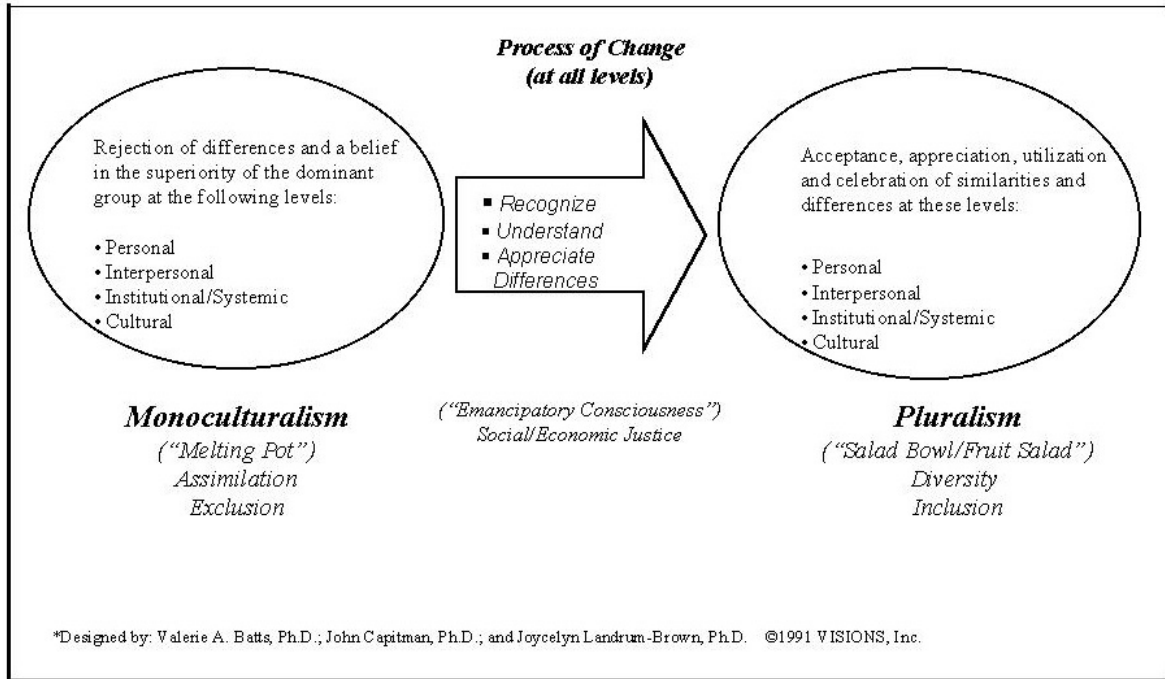 Process of Change
(at all levels)
Rejection of differences and a belief
in the superiority of the dominant
group at the following levels:
• Personal
• Interpersonal
• Institutional/Systemic
• Cultural
▪ Recognize
▪ Understand
▪ Appreciate
Differences
Acceptance, appreciation, utilization
and celebration of similarities and
differences at these levels:
• Personal
• Interpersonal
• Institutional/Systemic
• Cultural
Monoculturalism
(“Melting Pot”)
Assimilation
Exclusion
(“Emancipatory Consciousness”)
Social/Economic Justice
Pluralism
(“Salad Bowl/Fruit Salad”)
Diversity
Inclusion
*Designed by: Valerie A. Batts, Ph.D.; John Capitman, Ph.D.; and Joycelyn Landrum-Brown, Ph.D. ©1991 VISIONS, Inc.